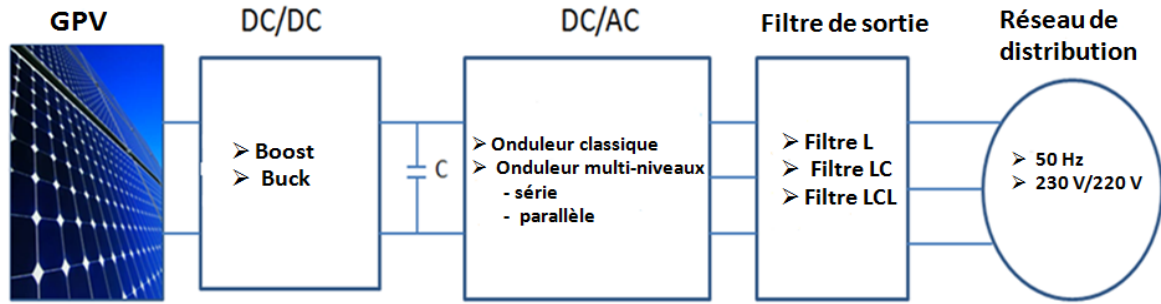 GPV
DC/DC
DC/AC
Filtre de sortie
Réseau de
distribution
➢ Boost
➢ Buck
C
➢ Onduleur classique
➢ Onduleur multi-niveaux
- série
- parallèle
➢ Filtre L
➢ Filtre LC
➢ Filtre LCL
➢ 50 Hz
➢ 230 V/220 V